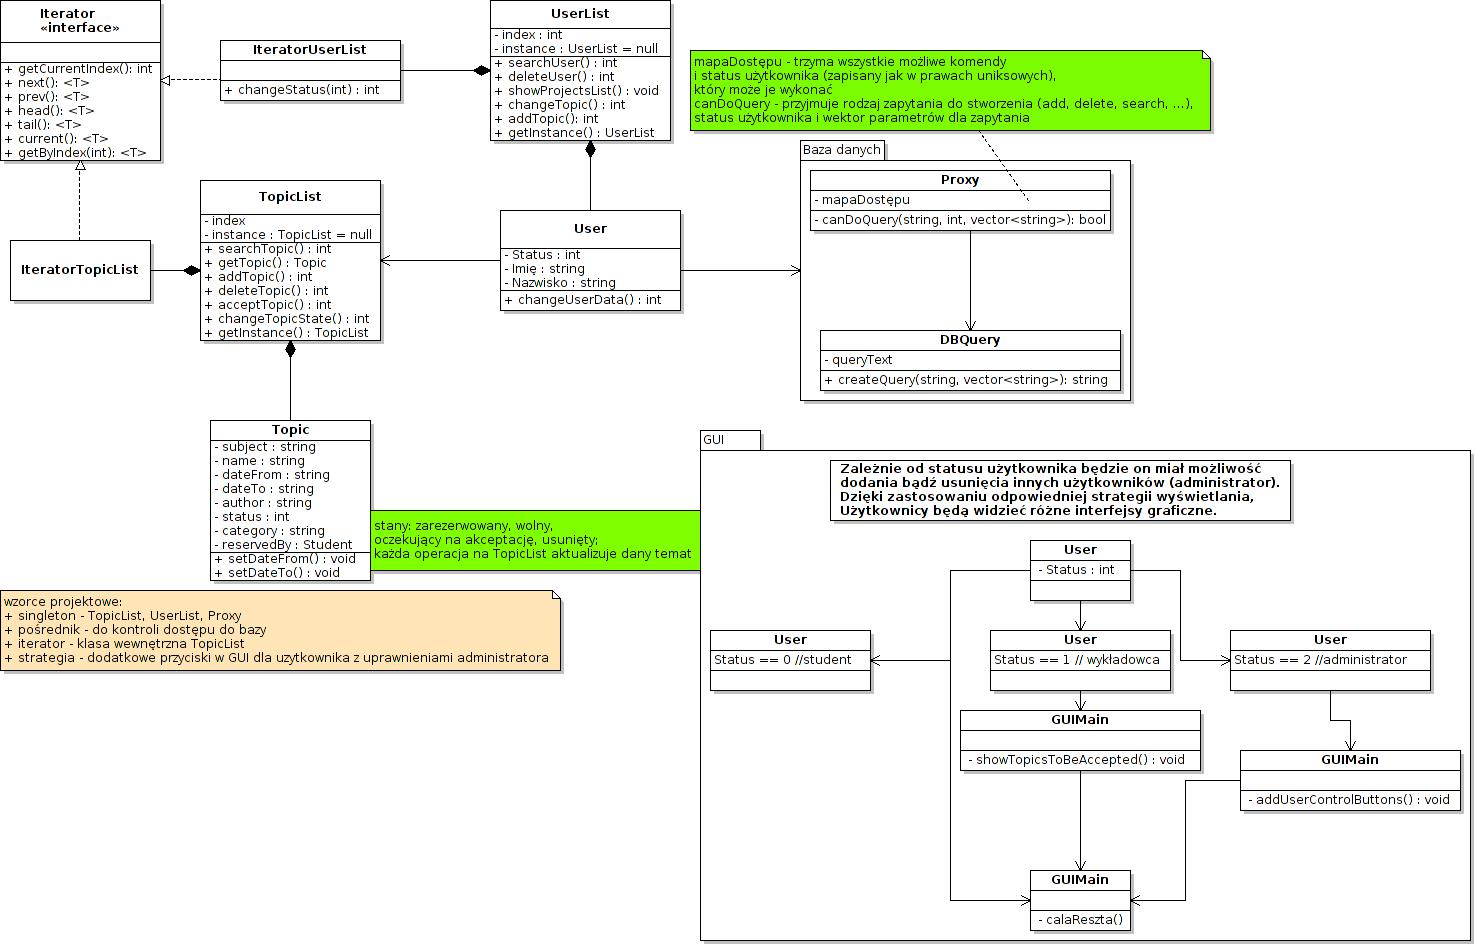 Iterator
«interface»
+ getCurrentIndex(): int
+ next(): <T>
+ prev(): <T>
+ head(): <T>
+ tail(): <T>
+ current(): <T>
+ getByIndex(int): <T>
IteratorUserList
+ changeStatus(int) : int
UserList
- index : int
- instance : UserList = null
+ searchUser() : int
+ deleteUser() : int
+ showProjectsList() : void
+ changeTopic() : int
+ addTopic(): int
+ getInstance() : UserList
mapaDostępu - trzyma wszystkie możliwe komendy
i status użytkownika (zapisany jak w prawach uniksowych),
który może je wykonać
canDoQuery - przyjmuje rodzaj zapytania do stworzenia (add, delete, search, ...),
status użytkownika i wektor parametrów dla zapytania
Baza danych
Proxy
- mapaDostępu
- canDoQuery(string, int, vector<string>): bool
DBQuery
- queryText
+ createQuery(string, vector<string>): string
IteratorTopicList
TopicList
- index
- instance : TopicList = null
+ searchTopic() : int
+ getTopic() : Topic
+ addTopic() : int
+ deleteTopic() : int
+ acceptTopic() : int
+ changeTopicState() : int
+ getInstance() : TopicList
User
- Status : int
- Imię : string
- Nazwisko : string
+ changeUserData() : int
Topic
- subject : string
- name : string
- dateFrom : string
- dateTo : string
- author : string
- status : int
- category : string
- reservedBy : Student
+ setDateFrom() : void
+ setDateTo() : void
stany: zarezerwowany, wolny,
oczekujący na akceptację, usunięty;
każda operacja na TopicList aktualizuje dany temat
wzorce projektowe:
+ singleton - TopicList, UserList, Proxy
+ pośrednik - do kontroli dostępu do bazy
+ iterator - klasa wewnętrzna TopicList
+ strategia - dodatkowe przyciski w GUI dla uzytkownika z uprawnieniami administratora
GUI
Zależnie od statusu użytkownika będzie on miał możliwość
dodania bądź usunięcia innych użytkowników (administrator).
Dzięki zastosowaniu odpowiedniej strategii wyświetlania,
Użytkownicy będą widzieć różne interfejsy graficzne.
User
- Status : int
User
Status == 0 //student
User
Status == 1 // wykładowca
User
Status == 2 //administrator
GUIMain
- showTopicsToBeAccepted() : void
GUIMain
- addUserControlButtons() : void
GUIMain
- calaReszta()